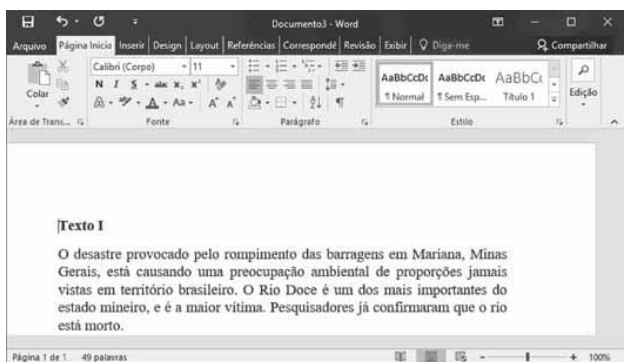 Documento3 - Word
Arquivo Página Inicia Inserir Design Layout Referências Correspondê Revisão Exibir Diga-me Compartilhar
Calibri (Corpo) 11
AaBbCcDc AaBbCcDc AaBbCc
N I S abc x, x'
Colar
¶ Normal ¶ Sem Esp... Título 1
Edição
A Aa A A
Área de Trans... Fonte Parágrafo Estilo
Texto I
O desastre provocado pelo rompimento das barragens em Mariana, Minas
Gerais, está causando uma preocupação ambiental de proporções jamais
vistas em território brasileiro. O Rio Doce é um dos mais importantes do
estado mineiro, e é a maior vítima. Pesquisadores já confirmaram que o rio
está morto.
Página 1 de 1 49 palavras 100%